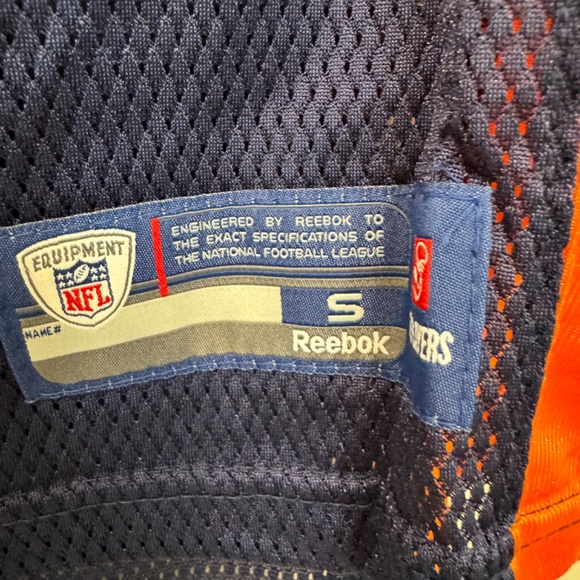 EQUIPMENT
NFL
ENGINEERED BY REEBOK TO
THE EXACT SPECIFICATIONS OF
THE NATIONAL FOOTBALL LEAGUE
S
NAME#
Reebok